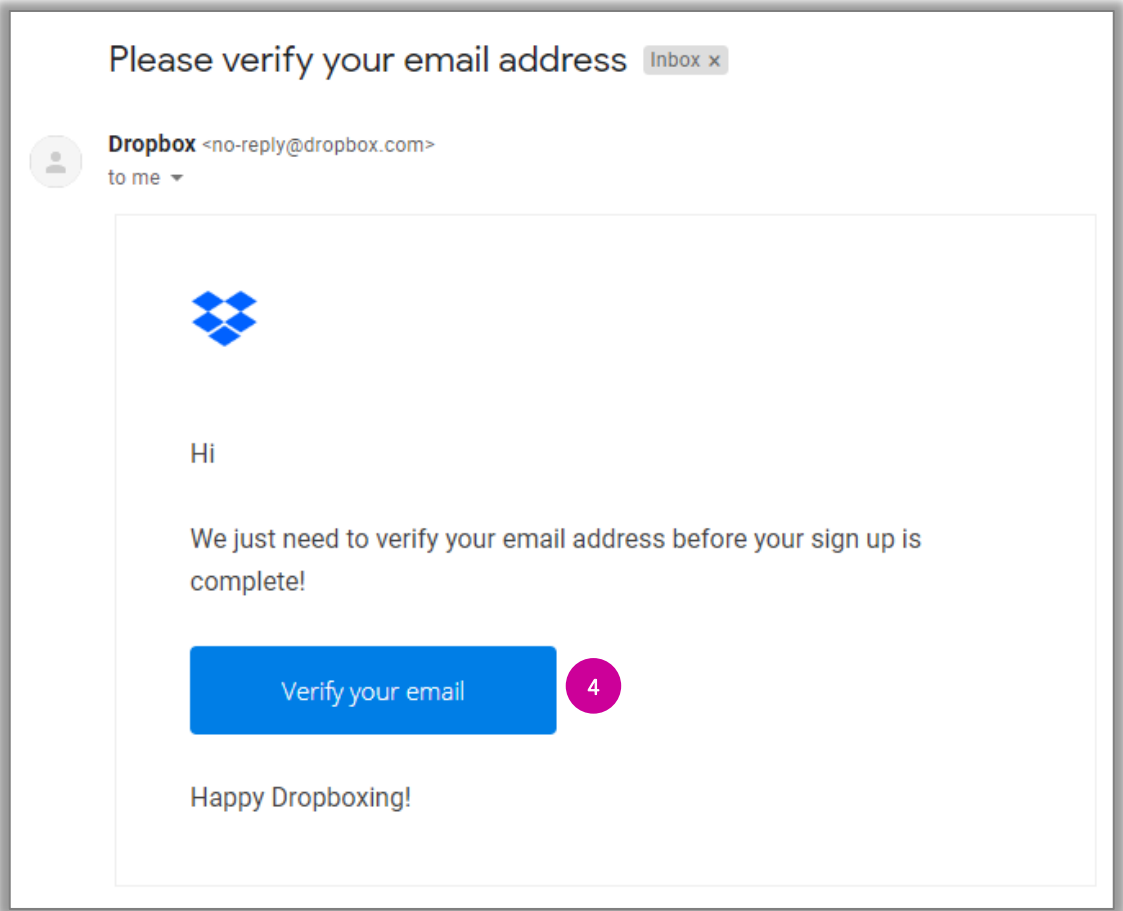 Please verify your email address Inbox x
Dropbox <no-reply@dropbox.com>
to me
Hi
We just need to verify your email address before your sign up is
complete!
Verify your email 4
Happy Dropboxing!